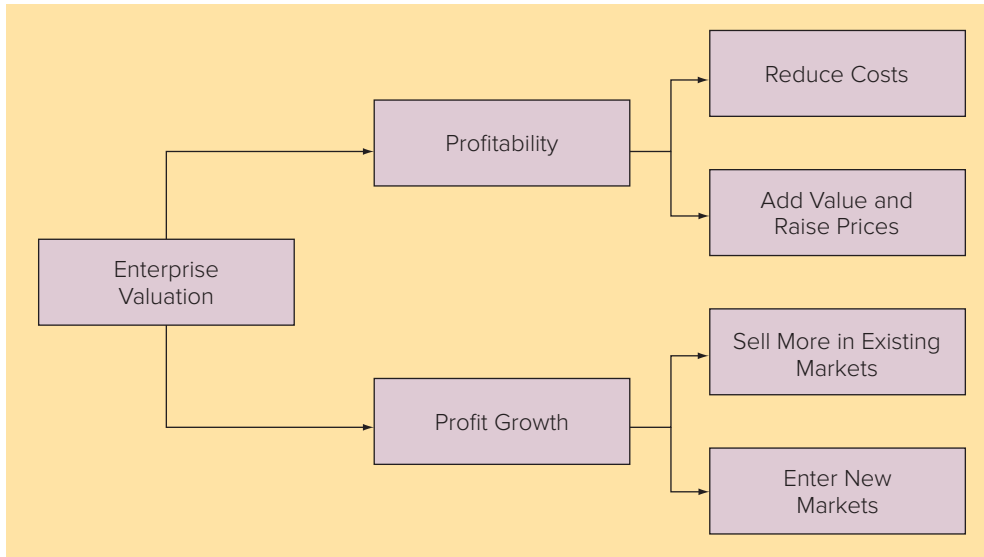 Reduce Costs
Profitability
Add Value and
Raise Prices
Enterprise
Valuation
Sell More in Existing
Markets
Profit Growth
Enter New
Markets